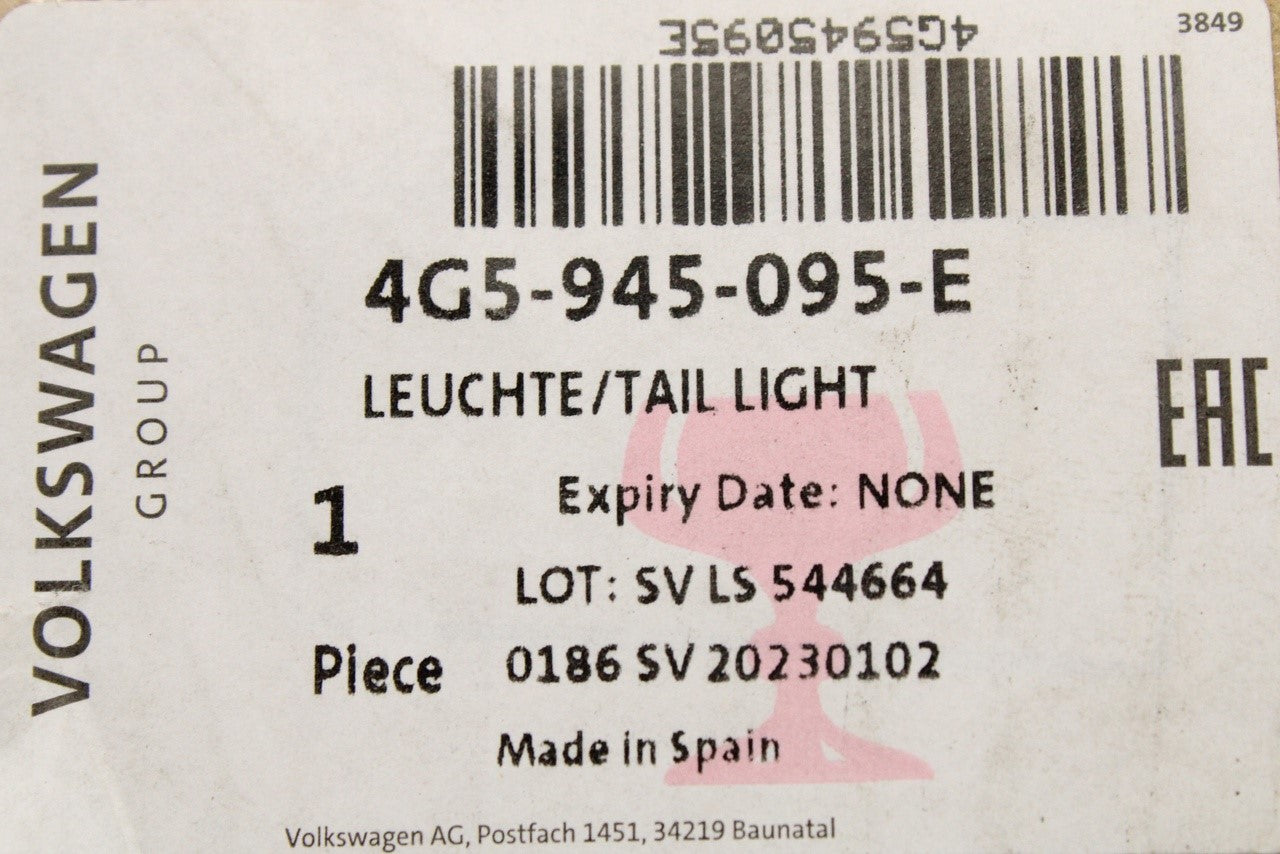 3849
4G5945095E
4G5-945-095-E
LEUCHTE/TAIL LIGHT
EAC
1
Expiry Date: NONE
LOT: SV LS 544664
Piece
0186 SV 20230102
Made in Spain
VOLKSWAGEN
GROUP
Volkswagen AG, Postfach 1451, 34219 Baunatal